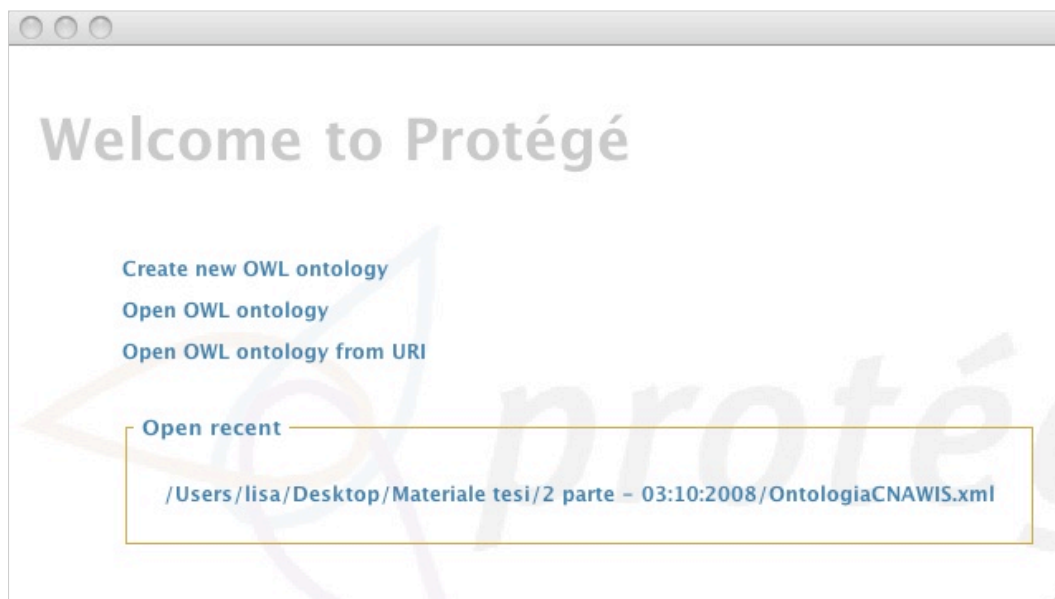 Welcome to Protégé
Create new OWL ontology
Open OWL ontology
Open OWL ontology from URI
Open recent
/Users/lisa/Desktop/Materiale tesi/2 parte - 03:10:2008/OntologiaCNAWIS.xml
proté